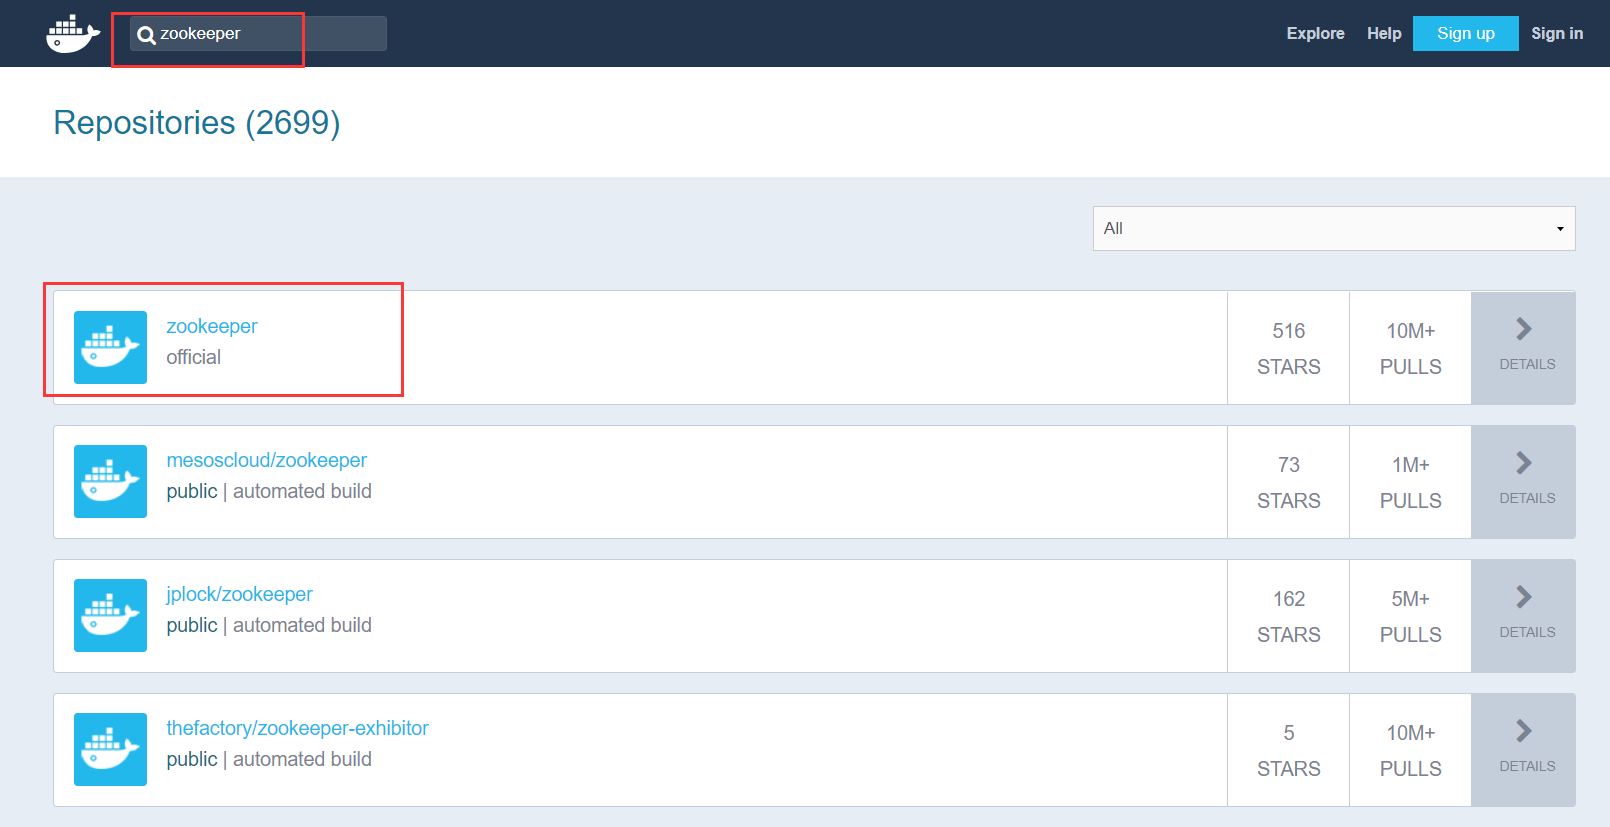 zookeeper
Explore Help Sign up Sign in
Repositories (2699)
All
zookeeper
official
516
STARS
10M+
PULLS
DETAILS
mesoscloud/zookeeper
public | automated build
73
STARS
1M+
PULLS
DETAILS
jplock/zookeeper
public | automated build
162
STARS
5M+
PULLS
DETAILS
thefactory/zookeeper-exhibitor
public | automated build
5
STARS
10M+
PULLS
DETAILS